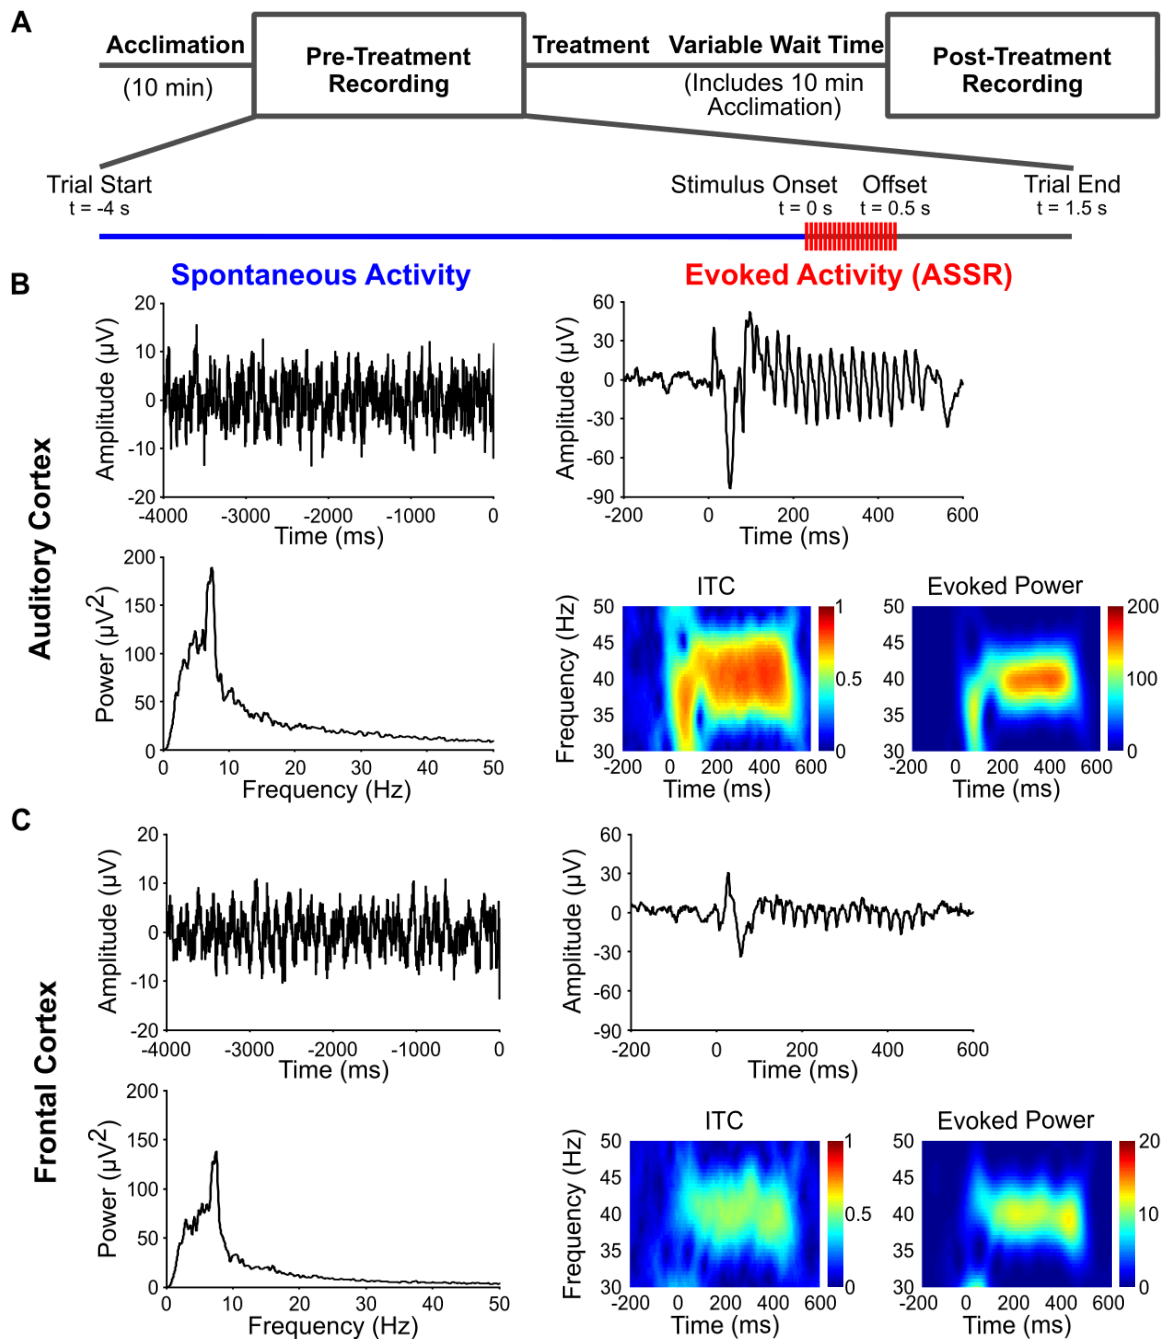 A
Acclimation
(10 min)
Pre-Treatment
Recording
Treatment
Variable Wait Time
(Includes 10 min
Acclimation)
Post-Treatment
Recording
Trial Start
t = -4 s
Stimulus Onset
t = 0 s
Offset
t = 0.5 s
Trial End
t = 1.5 s
Spontaneous Activity
Evoked Activity (ASSR)
B
Auditory Cortex
Amplitude (µV)
20
10
0
-10
-20
-4000 -3000 -2000 -1000 0
Time (ms)
Amplitude (µV)
60
30
0
-30
-60
-90
-200 0 200 400 600
Time (ms)
Power (µV2)
200
150
100
50
0
0 10 20 30 40 50
Frequency (Hz)
ITC
Frequency (Hz)
50
45
40
35
30
-200 0 200 400 600
Time (ms)
1
0.5
0
Evoked Power
50
45
40
35
30
-200 0 200 400 600
Time (ms)
200
100
0
C
Frontal Cortex
Amplitude (µV)
20
10
0
-10
-20
-4000 -3000 -2000 -1000 0
Time (ms)
Amplitude (µV)
60
30
0
-30
-60
-90
-200 0 200 400 600
Time (ms)
Power (µV2)
200
150
100
50
0
0 10 20 30 40 50
Frequency (Hz)
ITC
Frequency (Hz)
50
45
40
35
30
-200 0 200 400 600
Time (ms)
1
0.5
0
Evoked Power
50
45
40
35
30
-200 0 200 400 600
Time (ms)
20
10
0